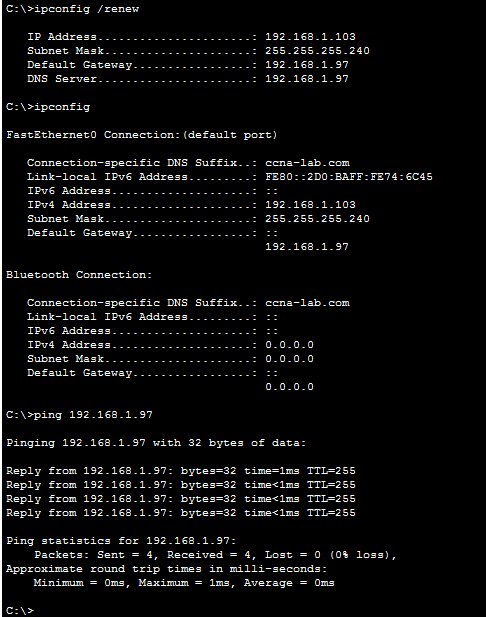 C:\>ipconfig /renew
IP Address......................: 192.168.1.103
Subnet Mask.....................: 255.255.255.240
Default Gateway.................: 192.168.1.97
DNS Server......................: 192.168.1.97
C:\>ipconfig
FastEthernet0 Connection:(default port)
Connection-specific DNS Suffix..: ccna-lab.com
Link-local IPv6 Address.........: FE80::2D0:BAFF:FE74:6C45
IPv6 Address....................: ::
IPv4 Address....................: 192.168.1.103
Subnet Mask.....................: 255.255.255.240
Default Gateway.................: ::
192.168.1.97
Bluetooth Connection:
Connection-specific DNS Suffix..: ccna-lab.com
Link-local IPv6 Address.........: ::
IPv6 Address....................: ::
IPv4 Address....................: 0.0.0.0
Subnet Mask.....................: 0.0.0.0
Default Gateway.................: ::
0.0.0.0
C:\>ping 192.168.1.97
Pinging 192.168.1.97 with 32 bytes of data:
Reply from 192.168.1.97: bytes=32 time=1ms TTL=255
Reply from 192.168.1.97: bytes=32 time<1ms TTL=255
Reply from 192.168.1.97: bytes=32 time<1ms TTL=255
Reply from 192.168.1.97: bytes=32 time<1ms TTL=255
Ping statistics for 192.168.1.97:
Packets: Sent = 4, Received = 4, Lost = 0 (0% loss),
Approximate round trip times in milli-seconds:
Minimum = 0ms, Maximum = 1ms, Average = 0ms
C:\>